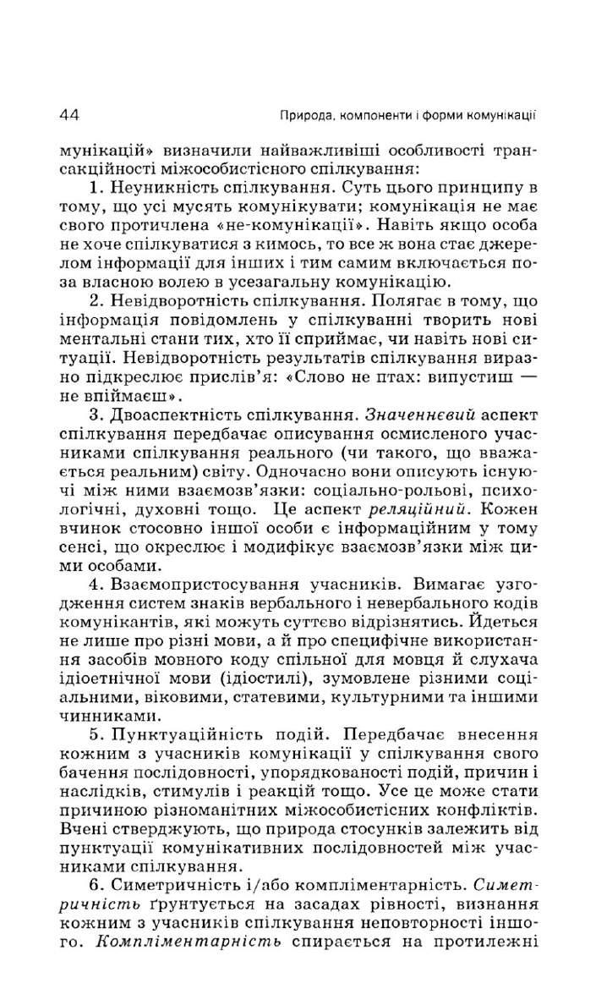 44 Природа, компоненти і форми комунікації
мунікацій» визначили найважливіші особливості тран-
сакційності міжособистісного спілкування:
1. Неуникність спілкування. Суть цього принципу в
тому, що усі мусять комунікувати; комунікація не має
свого протичлена «не-комунікації». Навіть якщо особа
не хоче спілкуватися з кимось, то все ж вона стає джере-
лом інформації для інших і тим самим включається по-
за власною волею в усезагальну комунікацію.
2. Невідворотність спілкування. Полягає в тому, що
інформація повідомлень у спілкуванні творить нові
ментальні стани тих, хто її сприймає, чи навіть нові си-
туації. Невідворотність результатів спілкування вираз-
но підкреслює прислів’я: «Слово не птах: випустиш —
не впіймаєш».
3. Двоаспектність спілкування. Значеннєвий аспект
спілкування передбачає описування осмисленого учас-
никами спілкування реального (чи такого, що вважа-
ється реальним) світу. Одночасно вони описують існую-
чі між ними взаємозв’язки: соціально-рольові, психо-
логічні, духовні тощо. Це аспект реляційний. Кожен
вчинок стосовно іншої особи є інформаційним у тому
сенсі, що окреслює і модифікує взаємозв’язки між ци-
ми особами.
4. Взаємопристосування учасників. Вимагає узго-
дження систем знаків вербального і невербального кодів
комунікантів, які можуть суттєво відрізнятись. Йдеться
не лише про різні мови, а й про специфічне використан-
ня засобів мовного коду спільної для мовця й слухача
ідіоетнічної мови (ідіостилі), зумовлене різними соці-
альними, віковими, статевими, культурними та іншими
чинниками.
5. Пунктуаційність подій. Передбачає внесення
кожним з учасників комунікації у спілкування свого
бачення послідовності, упорядкованості подій, причин і
наслідків, стимулів і реакцій тощо. Усе це може стати
причиною різноманітних міжособистісних конфліктів.
Вчені стверджують, що природа стосунків залежить від
пунктуації комунікативних послідовностей між учас-
никами спілкування.
6. Симетричність і/або компліментарність. Симет-
ричність ґрунтується на засадах рівності, визнання
кожним з учасників спілкування неповторності іншо-
го. Компліментарність спирається на протилежні